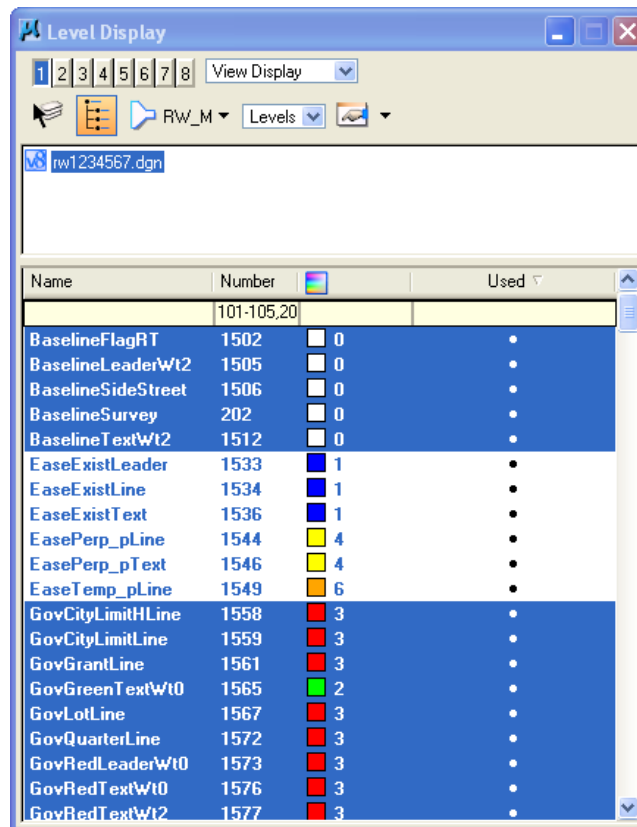 Level Display
1 2 3 4 5 6 7 8 View Display
RW_M Levels
v8 rw1234567.dgn
Name Number Used
101-105,20
BaselineFlagRT 1502 0
BaselineLeaderWt2 1505 0
BaselineSideStreet 1506 0
BaselineSurvey 202 0
BaselineTextWt2 1512 0
EaseExistLeader 1533 1
EaseExistLine 1534 1
EaseExistText 1536 1
EasePerp_pLine 1544 4
EasePerp_pText 1546 4
EaseTemp_pLine 1549 6
GovCityLimitHLine 1558 3
GovCityLimitLine 1559 3
GovGrantLine 1561 3
GovGreenTextWt0 1565 2
GovLotLine 1567 3
GovQuarterLine 1572 3
GovRedLeaderWt0 1573 3
GovRedTextWt0 1576 3
GovRedTextWt2 1577 3